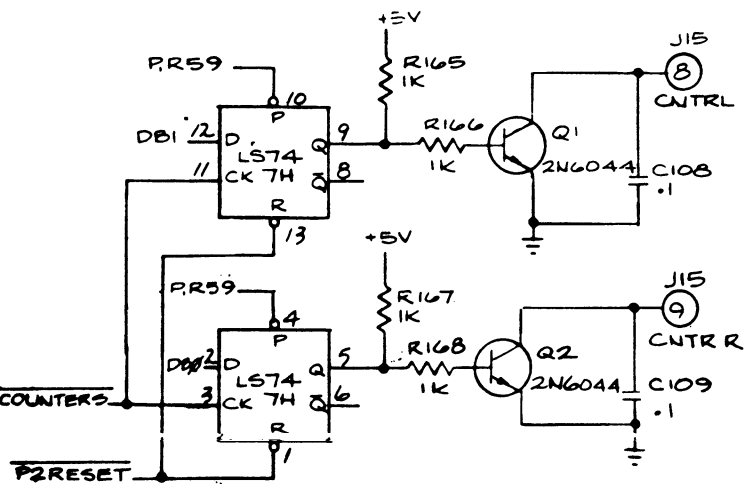 +5V
J15
P,R59
R165
1K
8
10
P
CNTRL
DB1
12
D
Q
9
R166
Q1
LS74
1K
2N6044
11
CK
7H
Q
8
C108
.1
R
13
+5V
J15
P,R59
R167
1K
9
4
P
CNTR R
DB0
2
D
Q
5
R168
Q2
LS74
1K
2N6044
C109
COUNTERS
3
CK
7H
Q
6
.1
R
P2RESET
1